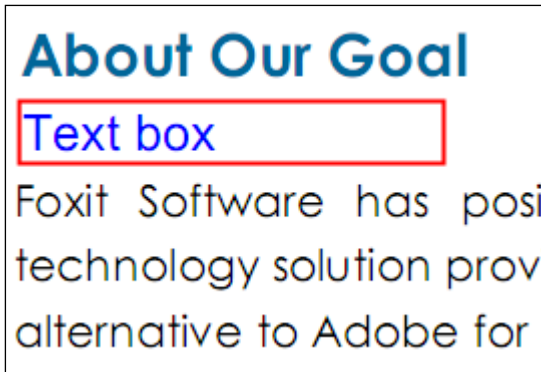 About Our Goal
Text box
Foxit Software has posi
technology solution prov
alternative to Adobe for